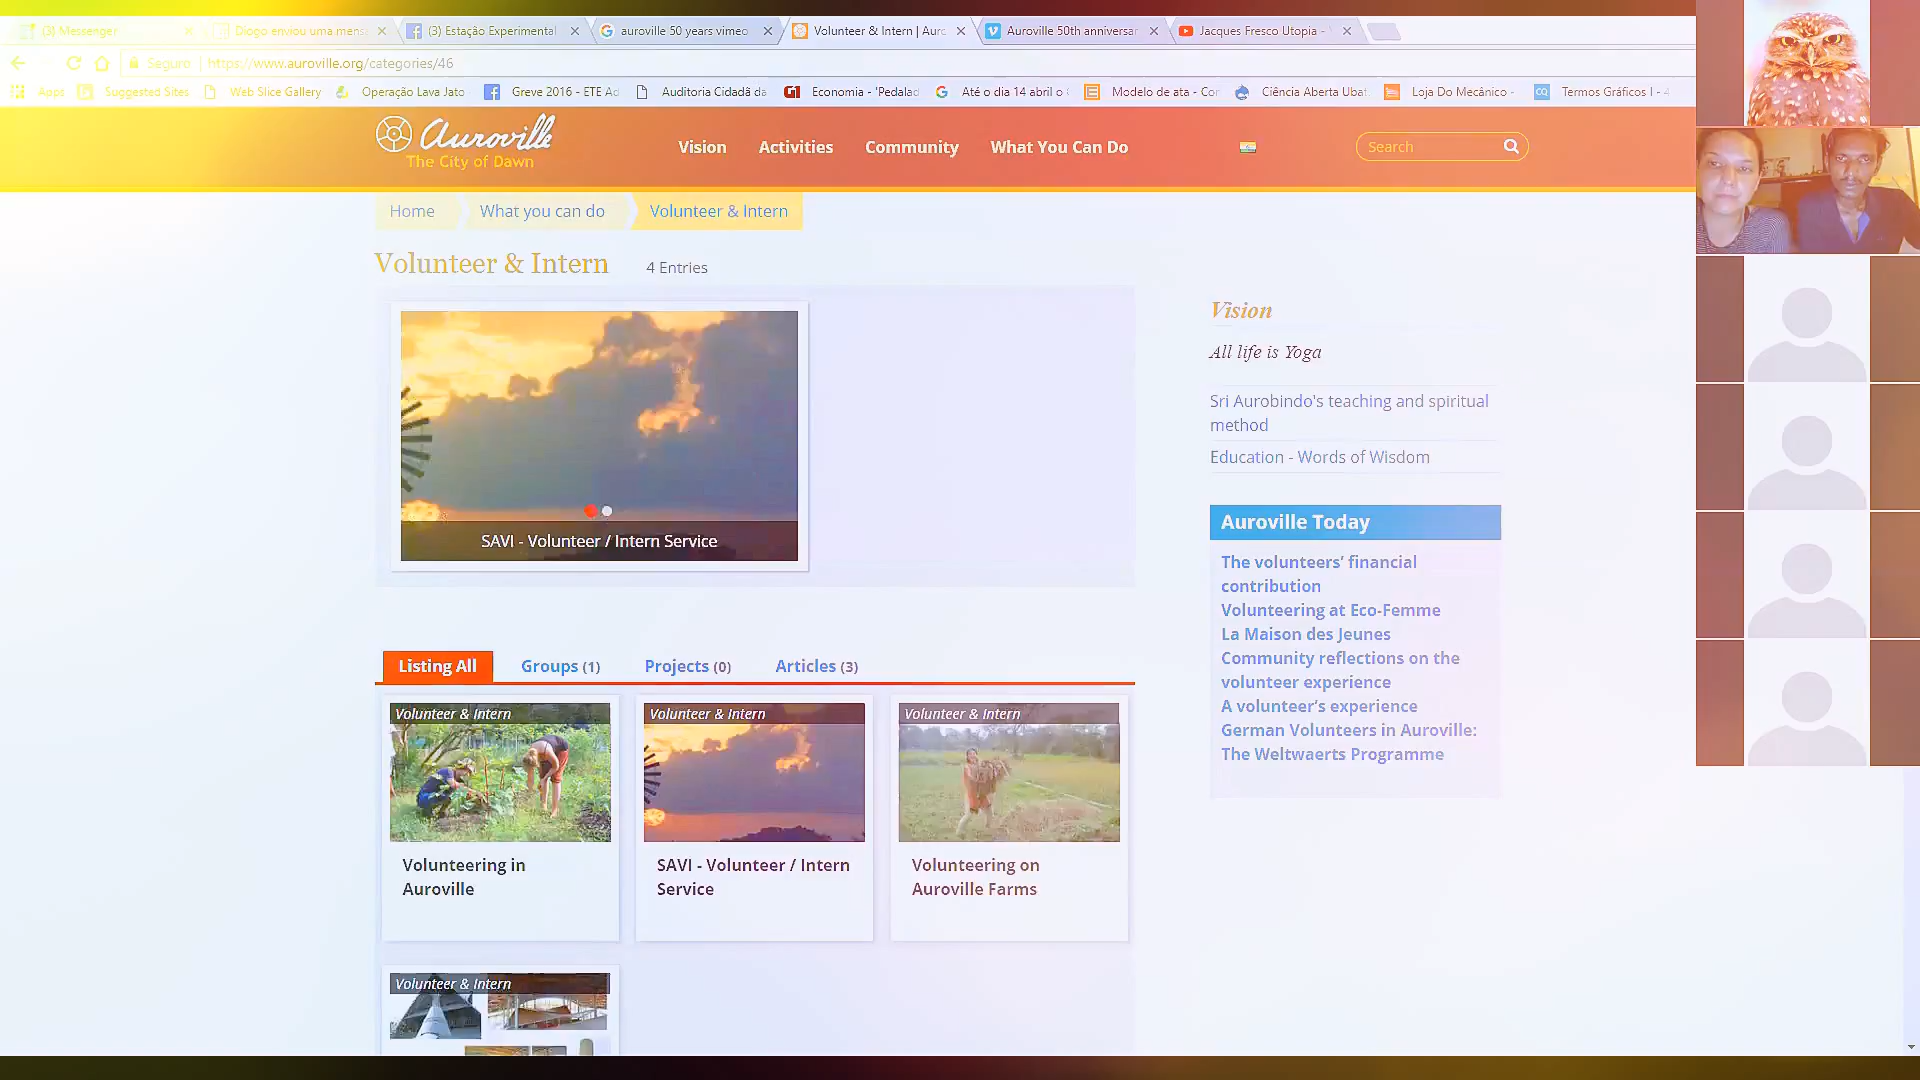 (3) Messenger
Diogo enviou uma mens
(3) Estação Experimental
auroville 50 years vimeo
Volunteer & Intern | Auro
Auroville 50th anniversar
Jacques Fresco Utopia -
Seguro
https://www.auroville.org/categories/46
Apps
Suggested Sites
Web Slice Gallery
Operação Lava Jato
Greve 2016 - ETE Ad
Auditoria Cidadã da
G1
Economia - 'Pedalad
Até o dia 14 abril o
Modelo de ata - Con
Ciência Aberta Ubat
Loja Do Mecânico -
CQ
Termos Gráficos I - 4
Auroville
The City of Dawn
Vision
Activities
Community
What You Can Do
Search
Home
What you can do
Volunteer & Intern
Volunteer & Intern
4 Entries
SAVI - Volunteer / Intern Service
Vision
All life is Yoga
Sri Aurobindo's teaching and spiritual
method
Education - Words of Wisdom
Auroville Today
The volunteers' financial
contribution
Volunteering at Eco-Femme
La Maison des Jeunes
Community reflections on the
volunteer experience
A volunteer's experience
German Volunteers in Auroville:
The Weltwaerts Programme
Listing All
Groups (1)
Projects (0)
Articles (3)
Volunteer & Intern
Volunteering in
Auroville
Volunteer & Intern
SAVI - Volunteer / Intern
Service
Volunteer & Intern
Volunteering on
Auroville Farms
Volunteer & Intern